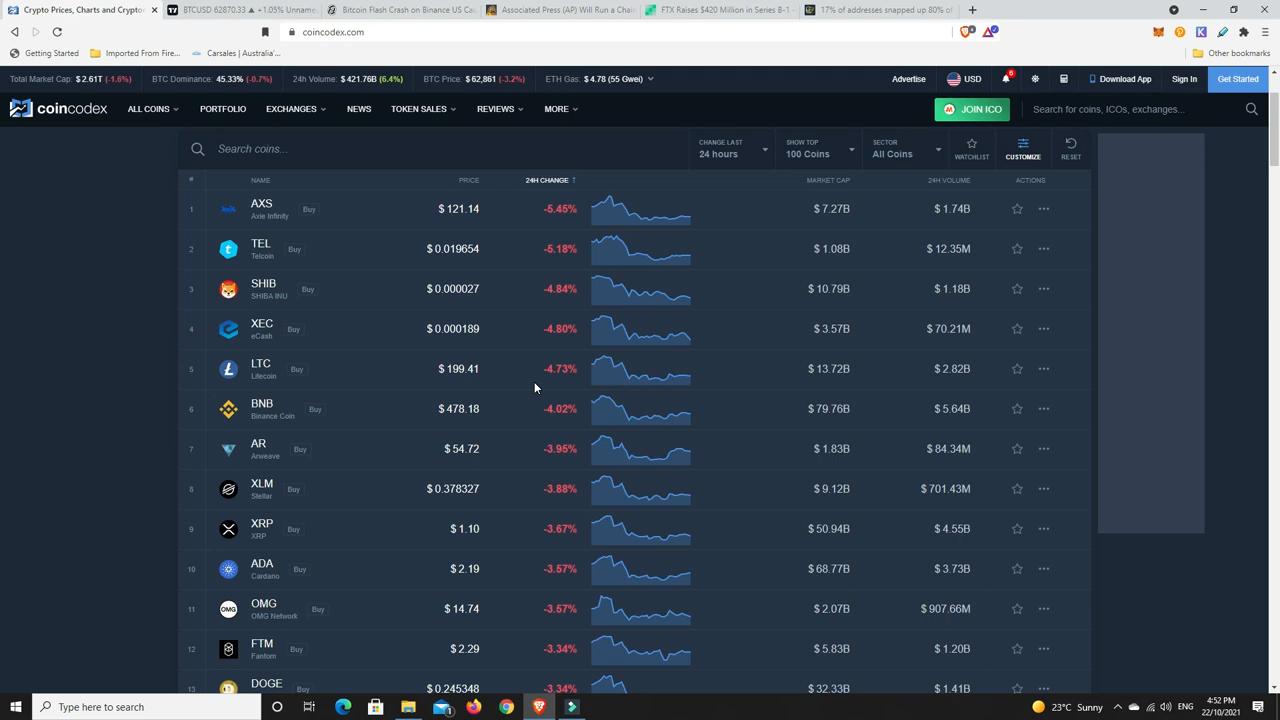 Crypto Prices, Charts and Crypto
BTCUSD 62870.33 ▲ +1.05% Unname
Bitcoin Flash Crash on Binance US Ca
Associated Press (AP) Will Run a Chai
FTX Raises $420 Million in Series B-1
17% of addresses snapped up 80% of
coincodex.com
Getting Started
Imported From Firef...
Carsales | Australia'...
Other bookmarks
Total Market Cap: $ 2.61T (-1.6%)
BTC Dominance: 45.33% (-0.7%)
24h Volume: $ 421.76B (6.4%)
BTC Price: $ 62,861 (-3.2%)
ETH Gas: $ 4.78 (55 Gwei)
Advertise
USD
6
Download App
Sign In
Get Started
coincodex
ALL COINS
PORTFOLIO
EXCHANGES
NEWS
TOKEN SALES
REVIEWS
MORE
JOIN ICO
Search for coins, ICOs, exchanges...
Search coins...
CHANGE LAST
24 hours
SHOW TOP
100 Coins
SECTOR
All Coins
WATCHLIST
CUSTOMIZE
RESET
# NAME PRICE 24H CHANGE ↑ MARKET CAP 24H VOLUME ACTIONS
1 AXS Buy $ 121.14 -5.45% $ 7.27B $ 1.74B
Axie Infinity
2 TEL Buy $ 0.019654 -5.18% $ 1.08B $ 12.35M
Telcoin
3 SHIB Buy $ 0.000027 -4.84% $ 10.79B $ 1.18B
SHIBA INU
4 XEC Buy $ 0.000189 -4.80% $ 3.57B $ 70.21M
eCash
5 LTC Buy $ 199.41 -4.73% $ 13.72B $ 2.82B
Litecoin
6 BNB Buy $ 478.18 -4.02% $ 79.76B $ 5.64B
Binance Coin
7 AR Buy $ 54.72 -3.95% $ 1.83B $ 84.34M
Arweave
8 XLM Buy $ 0.378327 -3.88% $ 9.12B $ 701.43M
Stellar
9 XRP Buy $ 1.10 -3.67% $ 50.94B $ 4.55B
XRP
10 ADA Buy $ 2.19 -3.57% $ 68.77B $ 3.73B
Cardano
11 OMG Buy $ 14.74 -3.57% $ 2.07B $ 907.66M
OMG Network
12 FTM Buy $ 2.29 -3.34% $ 5.83B $ 1.20B
Fantom
13 DOGE Buy $ 0.245348 -3.34% $ 32.33B $ 1.41B
Type here to search
23°C Sunny
ENG
4:52 PM
22/10/2021